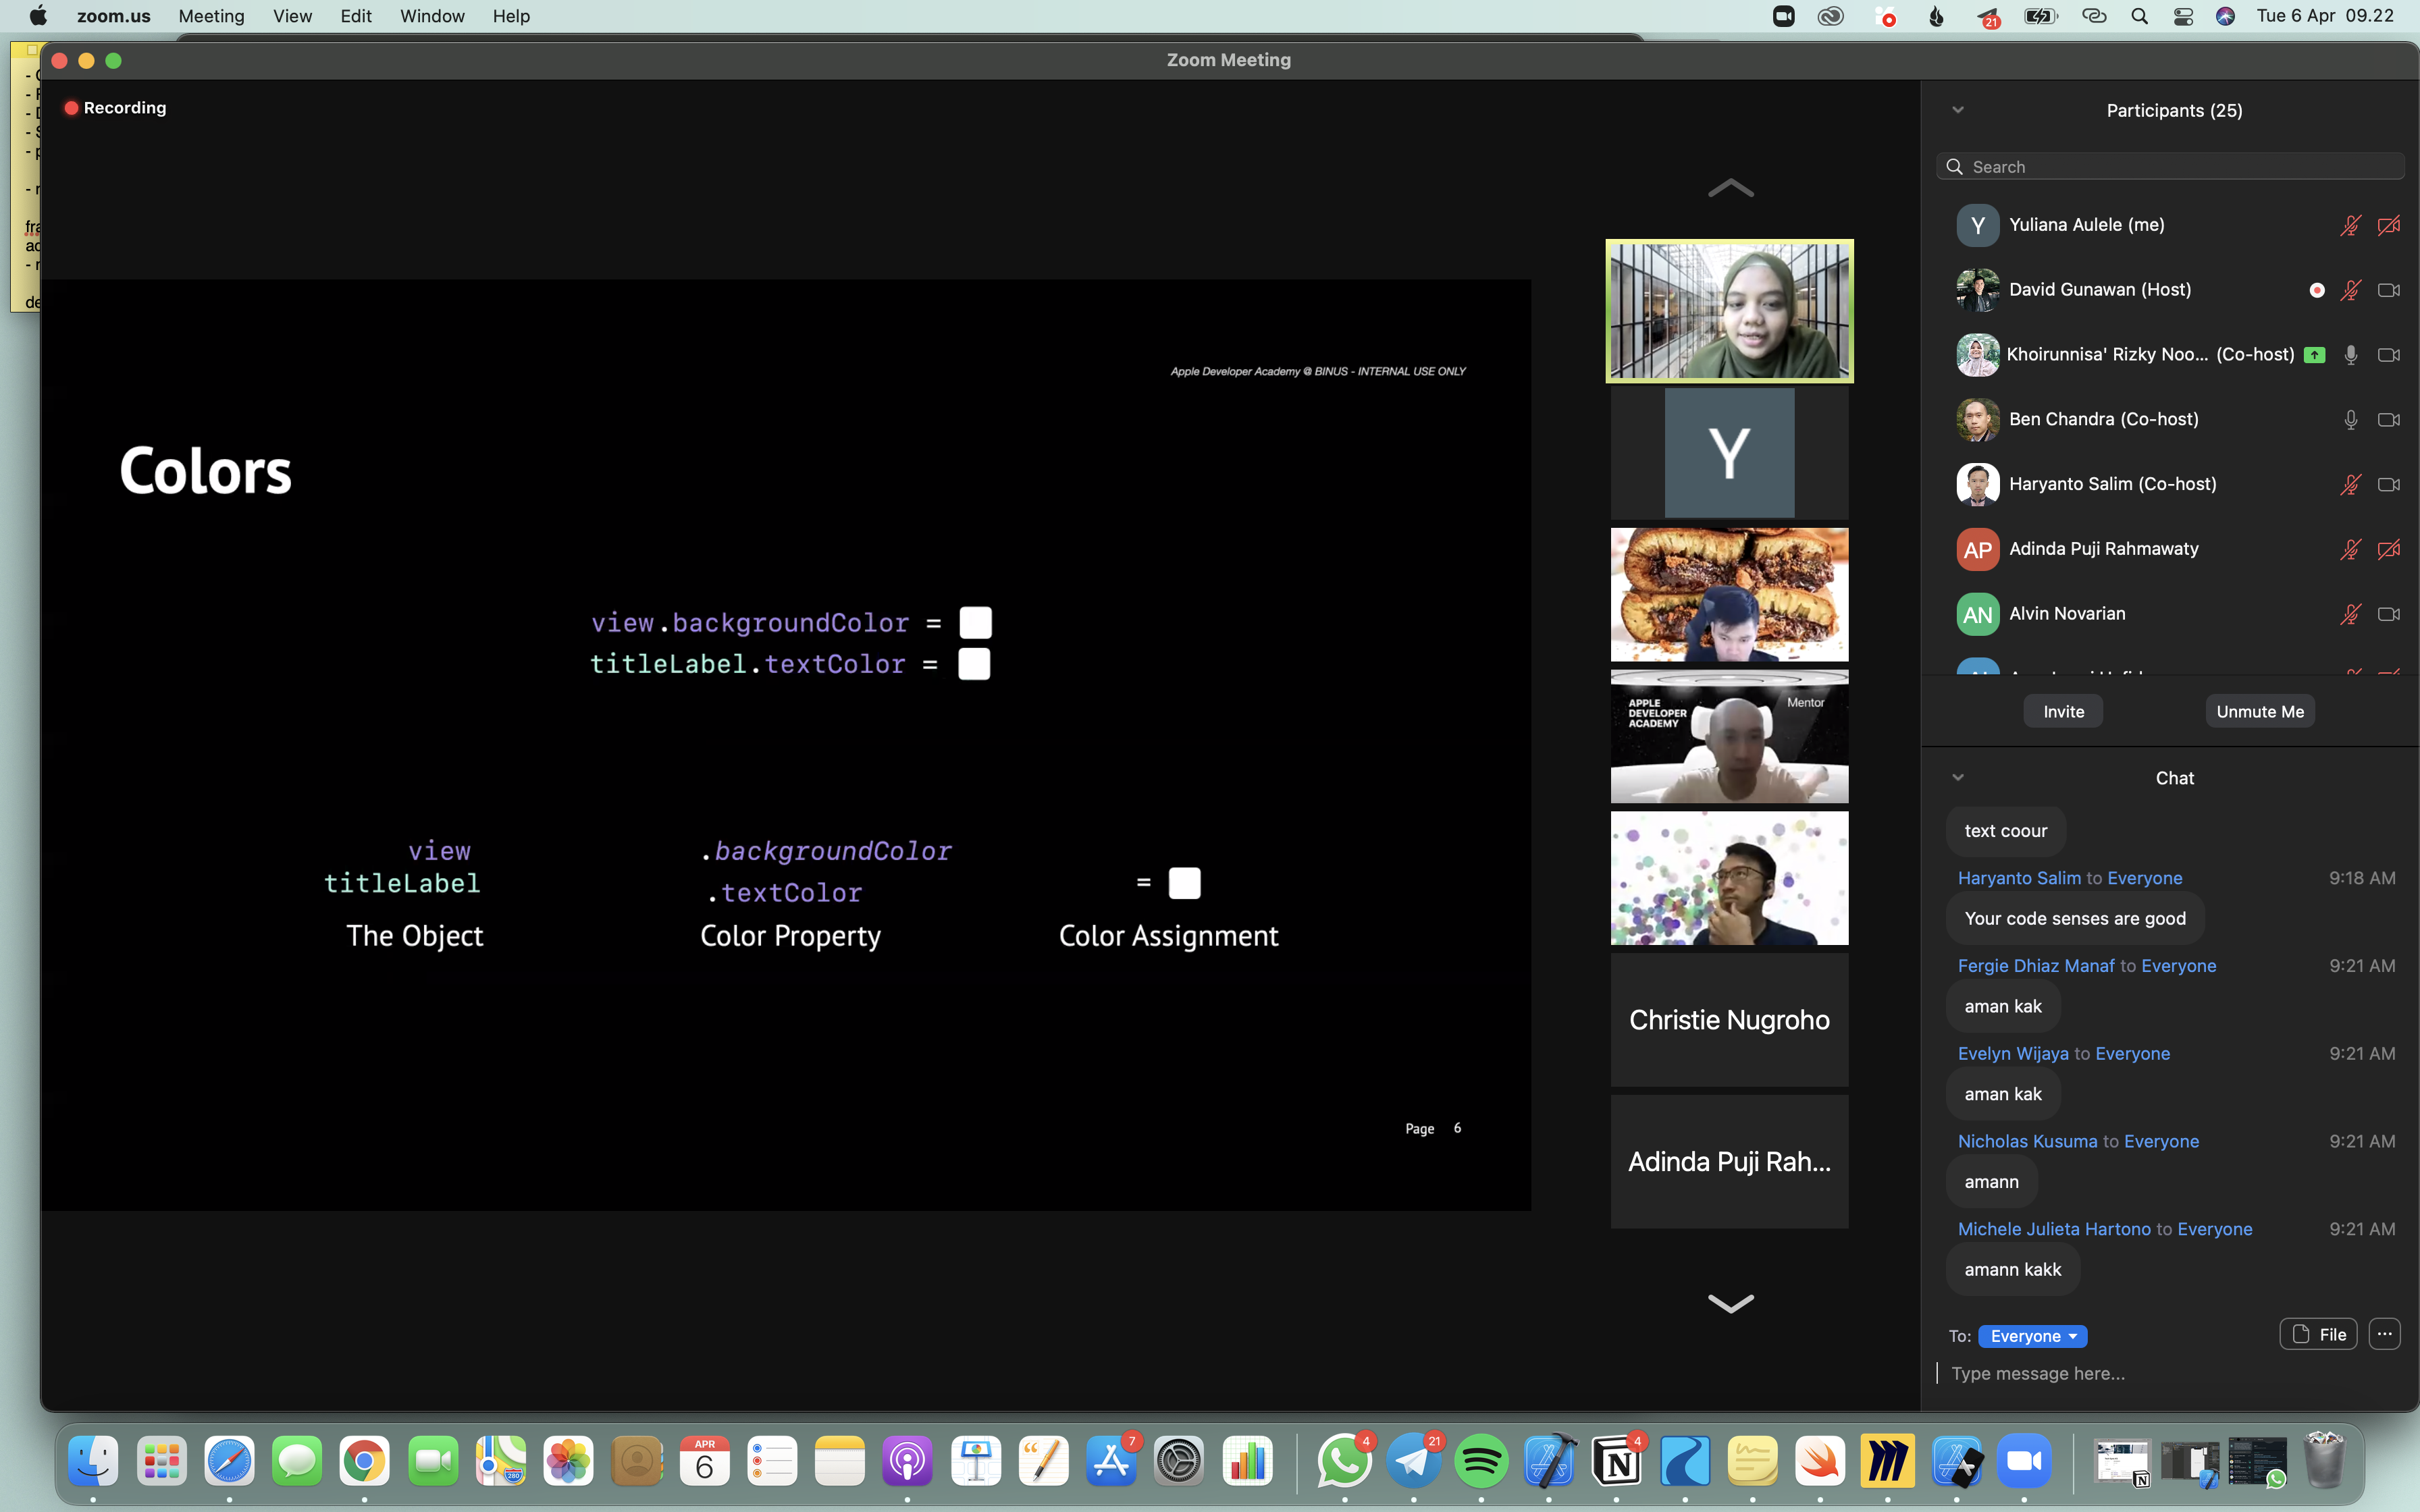 zoom.us Meeting View Edit Window Help
21
Tue 6 Apr 09.22
Zoom Meeting
Recording
Apple Developer Academy @ BINUS - INTERNAL USE ONLY
Colors
view.backgroundColor =
titleLabel.textColor =
view
titleLabel
The Object
.backgroundColor
.textColor
Color Property
=
Color Assignment
Page 6
Y
APPLE
DEVELOPER
ACADEMY
Mentor
Christie Nugroho
Adinda Puji Rah...
Participants (25)
Search
Y Yuliana Aulele (me)
David Gunawan (Host)
Khoirunnisa' Rizky Noo... (Co-host)
Ben Chandra (Co-host)
Haryanto Salim (Co-host)
AP Adinda Puji Rahmawaty
AN Alvin Novarian
Invite Unmute Me
Chat
text coour
Haryanto Salim to Everyone 9:18 AM
Your code senses are good
Fergie Dhiaz Manaf to Everyone 9:21 AM
aman kak
Evelyn Wijaya to Everyone 9:21 AM
aman kak
Nicholas Kusuma to Everyone 9:21 AM
amann
Michele Julieta Hartono to Everyone 9:21 AM
amann kakk
To: Everyone File ...
Type message here...
APR
6
7
4
21
4